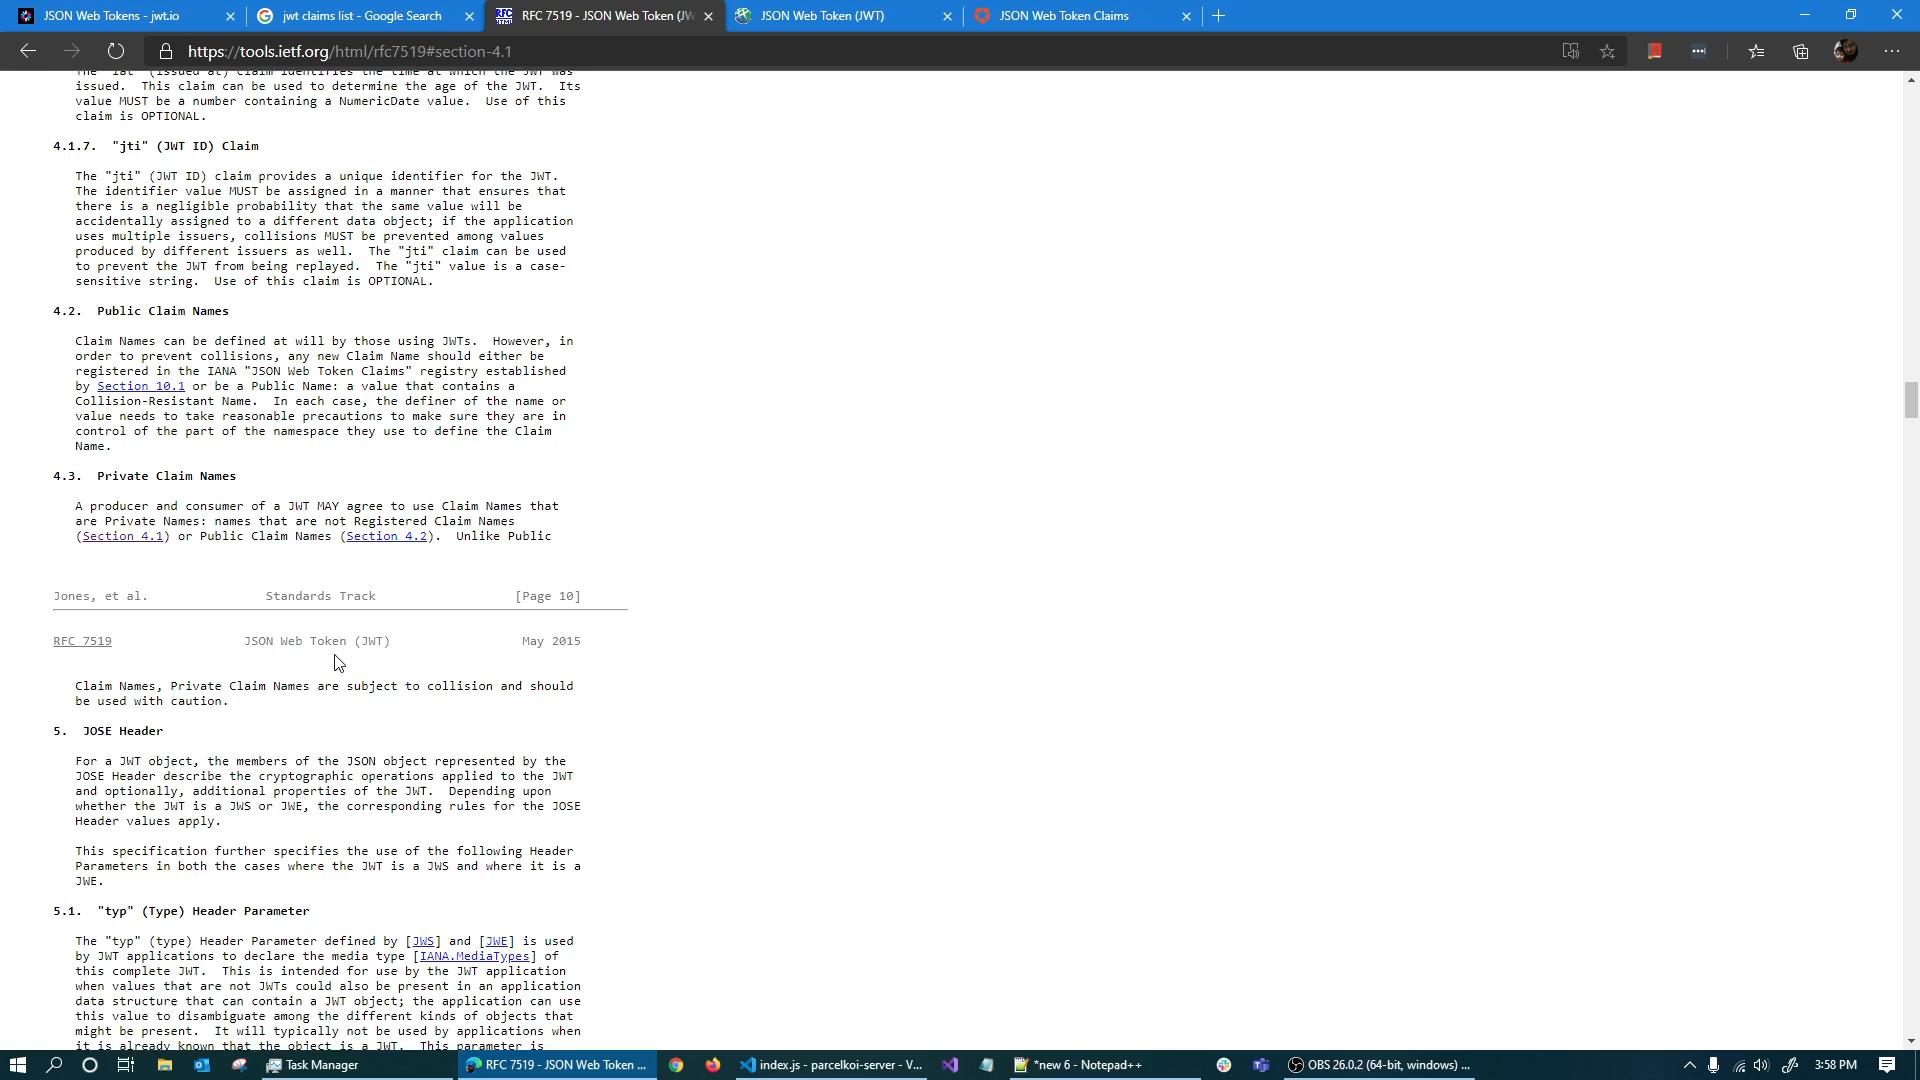 JSON Web Tokens - jwt.io
jwt claims list - Google Search
RFC 7519 - JSON Web Token (JW
JSON Web Token (JWT)
JSON Web Token Claims
https://tools.ietf.org/html/rfc7519#section-4.1
The "iat" (issued at) claim identifies the time at which the JWT was
issued. This claim can be used to determine the age of the JWT. Its
value MUST be a number containing a NumericDate value. Use of this
claim is OPTIONAL.
4.1.7. "jti" (JWT ID) Claim
The "jti" (JWT ID) claim provides a unique identifier for the JWT.
The identifier value MUST be assigned in a manner that ensures that
there is a negligible probability that the same value will be
accidentally assigned to a different data object; if the application
uses multiple issuers, collisions MUST be prevented among values
produced by different issuers as well. The "jti" claim can be used
to prevent the JWT from being replayed. The "jti" value is a case-
sensitive string. Use of this claim is OPTIONAL.
4.2. Public Claim Names
Claim Names can be defined at will by those using JWTs. However, in
order to prevent collisions, any new Claim Name should either be
registered in the IANA "JSON Web Token Claims" registry established
by Section 10.1 or be a Public Name: a value that contains a
Collision-Resistant Name. In each case, the definer of the name or
value needs to take reasonable precautions to make sure they are in
control of the part of the namespace they use to define the Claim
Name.
4.3. Private Claim Names
A producer and consumer of a JWT MAY agree to use Claim Names that
are Private Names: names that are not Registered Claim Names
(Section 4.1) or Public Claim Names (Section 4.2). Unlike Public
Jones, et al. Standards Track [Page 10]
RFC 7519 JSON Web Token (JWT) May 2015
Claim Names, Private Claim Names are subject to collision and should
be used with caution.
5. JOSE Header
For a JWT object, the members of the JSON object represented by the
JOSE Header describe the cryptographic operations applied to the JWT
and optionally, additional properties of the JWT. Depending upon
whether the JWT is a JWS or JWE, the corresponding rules for the JOSE
Header values apply.
This specification further specifies the use of the following Header
Parameters in both the cases where the JWT is a JWS and where it is a
JWE.
5.1. "typ" (Type) Header Parameter
The "typ" (type) Header Parameter defined by [JWS] and [JWE] is used
by JWT applications to declare the media type [IANA.MediaTypes] of
this complete JWT. This is intended for use by the JWT application
when values that are not JWTs could also be present in an application
data structure that can contain a JWT object; the application can use
this value to disambiguate among the different kinds of objects that
might be present. It will typically not be used by applications when
it is already known that the object is a JWT. This parameter is
Task Manager
RFC 7519 - JSON Web Token ...
index.js - parcelkoi-server - V...
*new 6 - Notepad++
OBS 26.0.2 (64-bit, windows) ...
3:58 PM